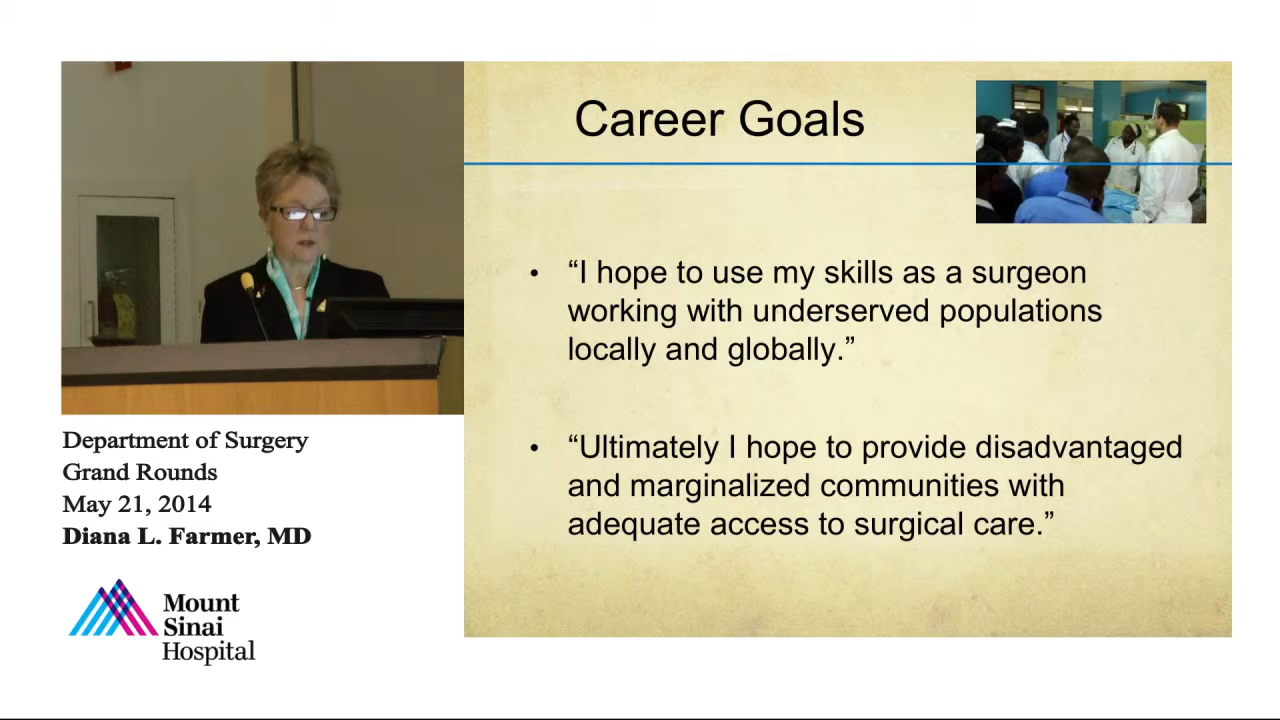 Career Goals
• “I hope to use my skills as a surgeon
working with underserved populations
locally and globally.”
• “Ultimately I hope to provide disadvantaged
and marginalized communities with
adequate access to surgical care.”
Department of Surgery
Grand Rounds
May 21, 2014
Diana L. Farmer, MD
Mount
Sinai
Hospital